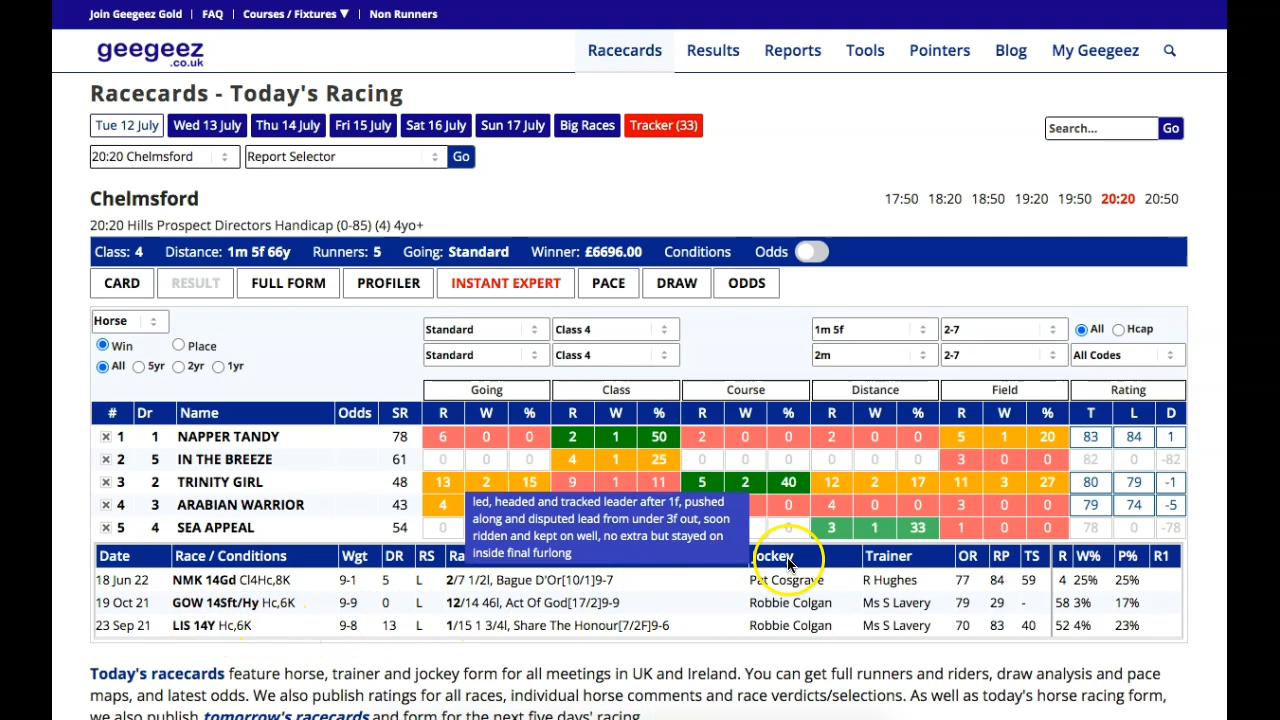 Join Geegeez Gold | FAQ | Courses / Fixtures ▼ | Non Runners
geegeez .co.uk Racecards Results Reports Tools Pointers Blog My Geegeez
Racecards - Today's Racing
Tue 12 July Wed 13 July Thu 14 July Fri 15 July Sat 16 July Sun 17 July Big Races Tracker (33)
Search... Go
20:20 Chelmsford Report Selector Go
Chelmsford 17:50 18:20 18:50 19:20 19:50 20:20 20:50
20:20 Hills Prospect Directors Handicap (0-85) (4) 4yo+
Class: 4 Distance: 1m 5f 66y Runners: 5 Going: Standard Winner: £6696.00 Conditions Odds
CARD RESULT FULL FORM PROFILER INSTANT EXPERT PACE DRAW ODDS
Horse Standard Class 4 1m 5f 2-7 All Hcap
Win Place
Standard Class 4 2m 2-7 All Codes
All 5yr 2yr 1yr
Going Class Course Distance Field Rating
# Dr Name Odds SR R W % R W % R W % R W % R W % T L D
1 1 NAPPER TANDY 78 6 0 0 2 1 50 2 0 0 2 0 0 5 1 20 83 84 1
2 5 IN THE BREEZE 61 0 0 0 4 1 25 0 0 0 0 0 0 3 0 0 82 0 -82
3 2 TRINITY GIRL 48 13 2 15 9 1 11 5 2 40 12 2 17 11 3 27 80 79 -1
4 3 ARABIAN WARRIOR 43 4 0 4 0 0 3 0 0 79 74 -5
5 4 SEA APPEAL 54 0 0 3 1 33 1 0 0 78 0 -78
led, headed and tracked leader after 1f, pushed
along and disputed lead from under 3f out, soon
ridden and kept on well, no extra but stayed on
inside final furlong
Date Race / Conditions Wgt DR RS Ra Jockey Trainer OR RP TS R W% P% R1
18 Jun 22 NMK 14Gd Cl4Hc,8K 9-1 5 L 2/7 1/2l, Bague D'Or[10/1]9-7 Pat Cosgrave R Hughes 77 84 59 4 25% 25%
19 Oct 21 GOW 14Sft/Hy Hc,6K 9-9 0 L 12/14 46l, Act Of God[17/2]9-9 Robbie Colgan Ms S Lavery 79 29 - 58 3% 17%
23 Sep 21 LIS 14Y Hc,6K 9-8 13 L 1/15 1 3/4l, Share The Honour[7/2F]9-6 Robbie Colgan Ms S Lavery 70 83 40 52 4% 23%
Today's racecards feature horse, trainer and jockey form for all meetings in UK and Ireland. You can get full runners and riders, draw analysis and pace
maps, and latest odds. We also publish ratings for all races, individual horse comments and race verdicts/selections. As well as today's horse racing form,
we also publish tomorrow's racecards and form for the next five days' racing.